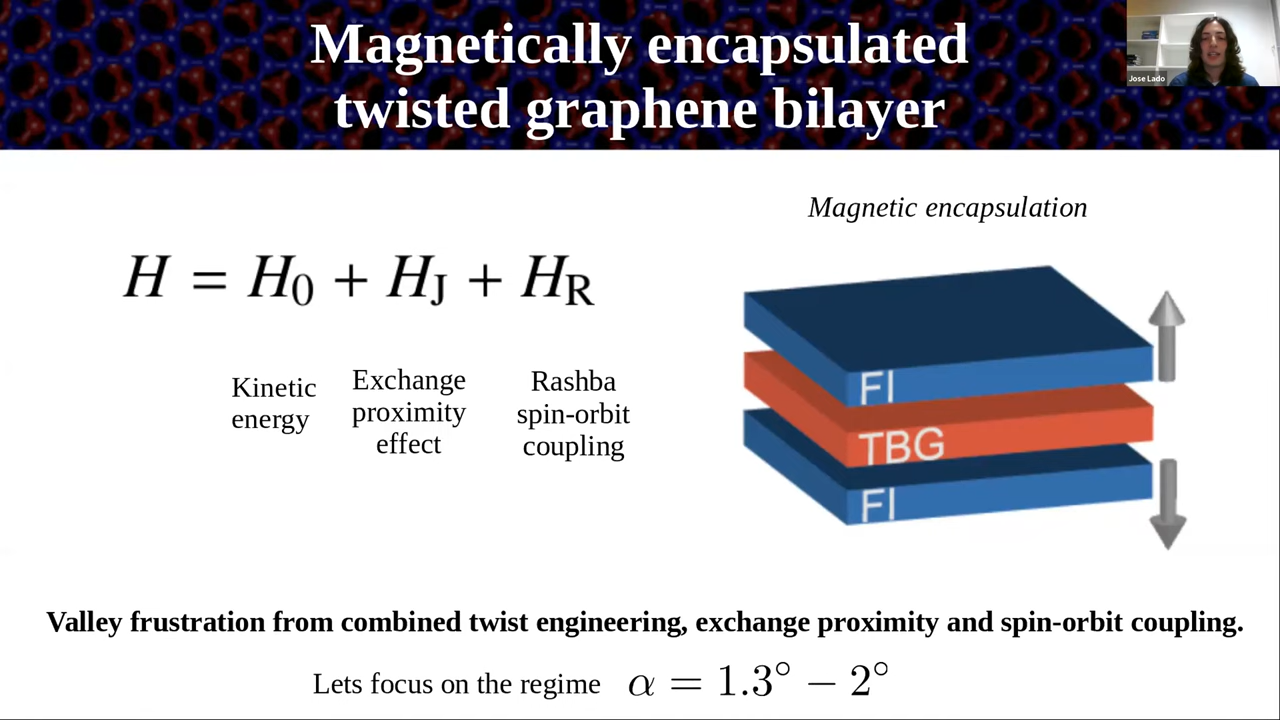 Magnetically encapsulated
twisted graphene bilayer
Jose Lado
Magnetic encapsulation
H = H₀ + H_J + H_R
Kinetic
energy
Exchange
proximity
effect
Rashba
spin-orbit
coupling
FI
TBG
FI
Valley frustration from combined twist engineering, exchange proximity and spin-orbit coupling.
Lets focus on the regime α = 1.3° − 2°